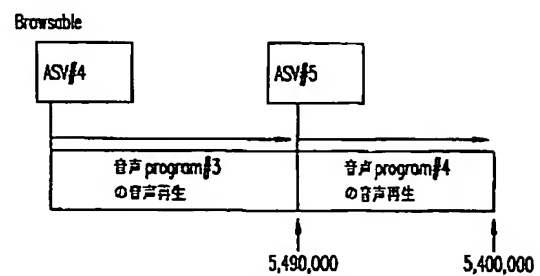 Browsable
ASV#4
ASV#5
音声program#3
の音声再生
音声program#4
の音声再生
5,490,000
5,400,000